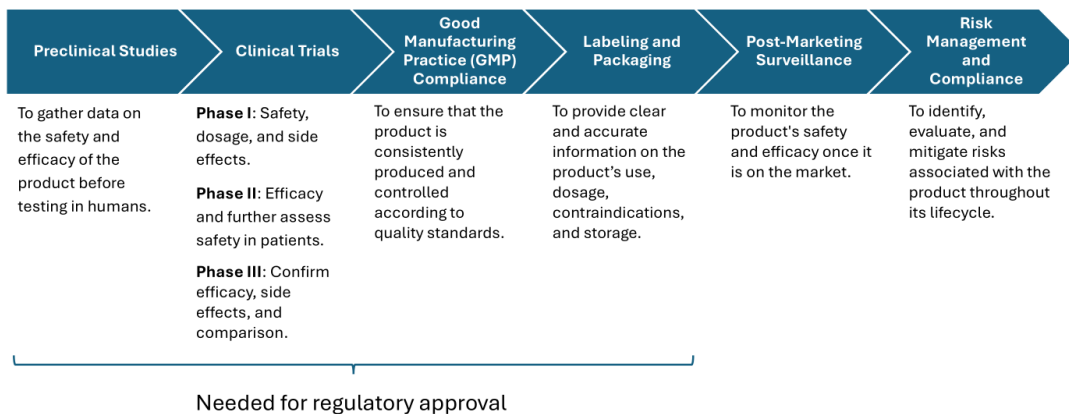 Preclinical Studies
Clinical Trials
Good
Manufacturing
Practice (GMP)
Compliance
Labeling and
Packaging
Post-Marketing
Surveillance
Risk
Management
and
Compliance
To gather data on
the safety and
efficacy of the
product before
testing in humans.
Phase I: Safety,
dosage, and side
effects.
Phase II: Efficacy
and further assess
safety in patients.
Phase III: Confirm
efficacy, side
effects, and
comparison.
To ensure that the
product is
consistently
produced and
controlled
according to
quality standards.
To provide clear
and accurate
information on the
product’s use,
dosage,
contraindications,
and storage.
To monitor the
product's safety
and efficacy once it
is on the market.
To identify,
evaluate, and
mitigate risks
associated with the
product throughout
its lifecycle.
Needed for regulatory approval